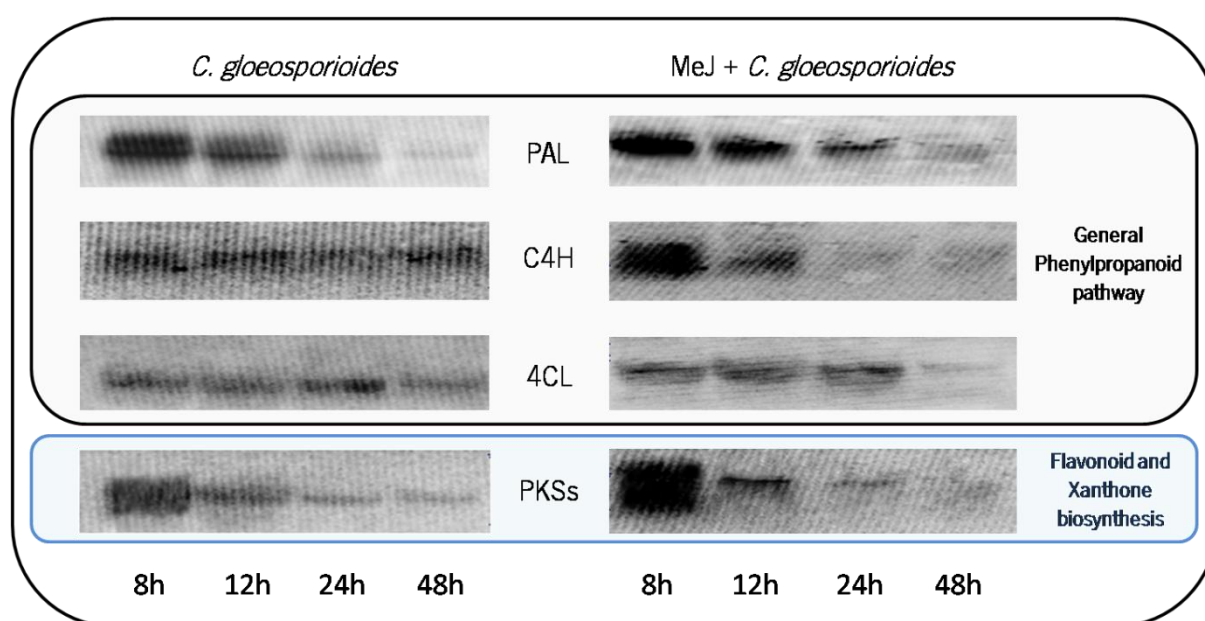 C. gloeosporioides
MeJ + C. gloeosporioides
PAL
C4H
General
Phenylpropanoid
pathway
4CL
PKSs
Flavonoid and
Xanthone
biosynthesis
8h 12h 24h 48h 8h 12h 24h 48h